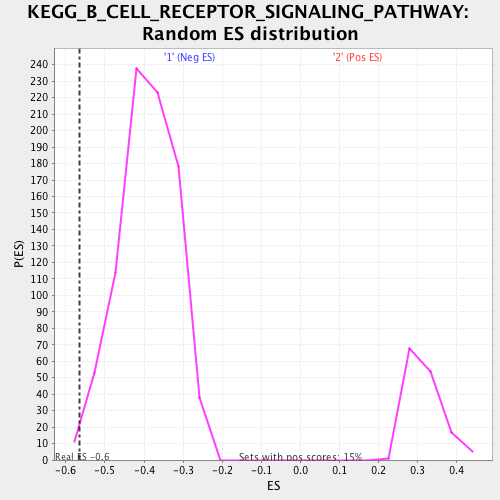 KEGG_B_CELL_RECEPTOR_SIGNALING_PATHWAY:
Random ES distribution
'1' (Neg ES)
'2' (Pos ES)
240
230
220
210
200
190
180
170
160
150
140
130
120
110
100
90
80
70
60
50
40
30
20
10
0
P(ES)
Real ES -0.6
Sets with pos scores: 15%
-0.6 -0.5 -0.4 -0.3 -0.2 -0.1 0.0 0.1 0.2 0.3 0.4
ES